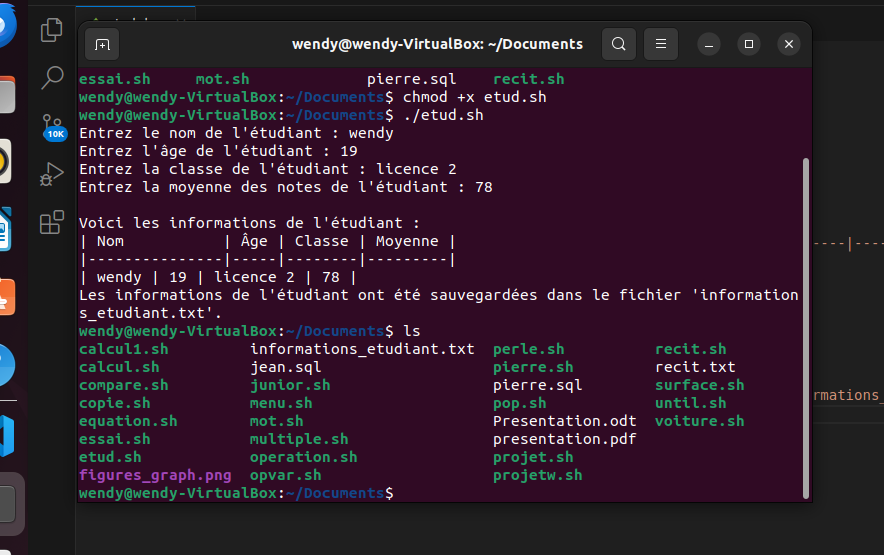 wendy@wendy-VirtualBox: ~/Documents
essai.sh mot.sh pierre.sql recit.sh
wendy@wendy-VirtualBox:~/Documents$ chmod +x etud.sh
wendy@wendy-VirtualBox:~/Documents$ ./etud.sh
Entrez le nom de l'étudiant : wendy
Entrez l'âge de l'étudiant : 19
Entrez la classe de l'étudiant : licence 2
Entrez la moyenne des notes de l'étudiant : 78
Voici les informations de l'étudiant :
| Nom           | Âge | Classe | Moyenne |
|---------------|-----|--------|---------|
| wendy | 19 | licence 2 | 78 |
Les informations de l'étudiant ont été sauvegardées dans le fichier 'information
s_etudiant.txt'.
wendy@wendy-VirtualBox:~/Documents$ ls
calcul1.sh informations_etudiant.txt perle.sh recit.sh
calcul.sh jean.sql pierre.sh recit.txt
compare.sh junior.sh pierre.sql surface.sh
copie.sh menu.sh pop.sh until.sh
equation.sh mot.sh Presentation.odt voiture.sh
essai.sh multiple.sh presentation.pdf
etud.sh operation.sh projet.sh
figures_graph.png opvar.sh projetw.sh
wendy@wendy-VirtualBox:~/Documents$
10K
----|----
rmations_